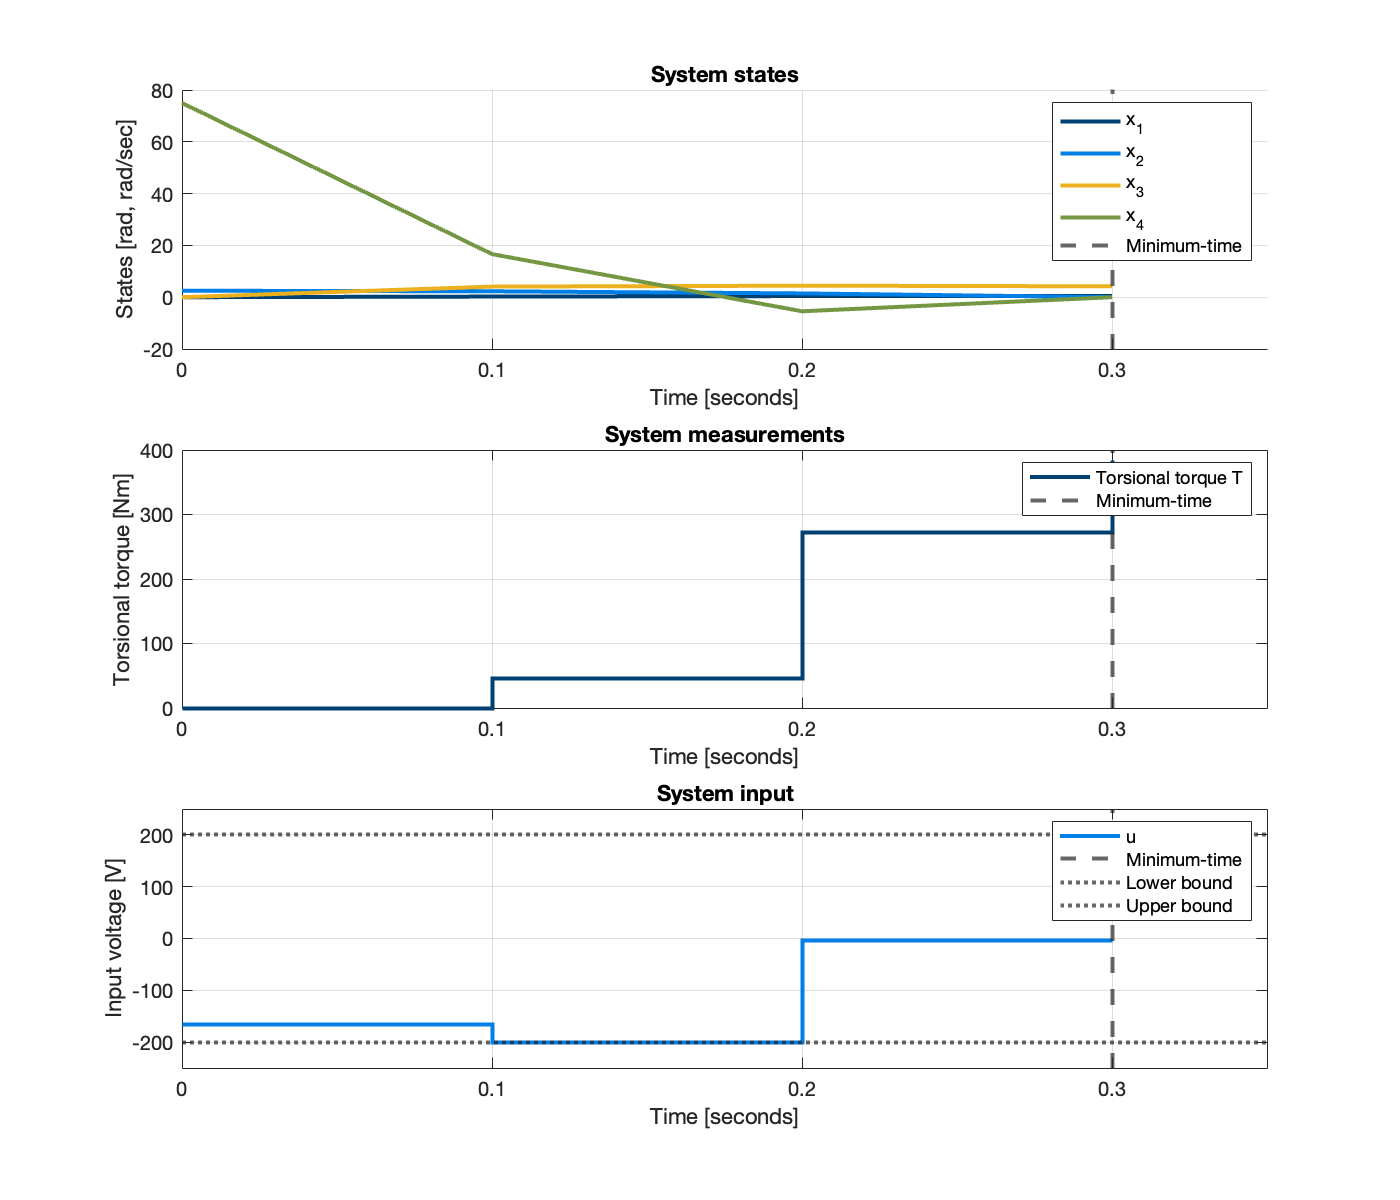 System states
States [rad, rad/sec]
80
60
40
20
0
-20
x1
x2
x3
x4
Minimum-time
0 0.1 0.2 0.3
Time [seconds]
System measurements
Torsional torque [Nm]
400
300
200
100
0
Torsional torque T
Minimum-time
0 0.1 0.2 0.3
Time [seconds]
System input
Input voltage [V]
200
100
0
-100
-200
u
Minimum-time
Lower bound
Upper bound
0 0.1 0.2 0.3
Time [seconds]